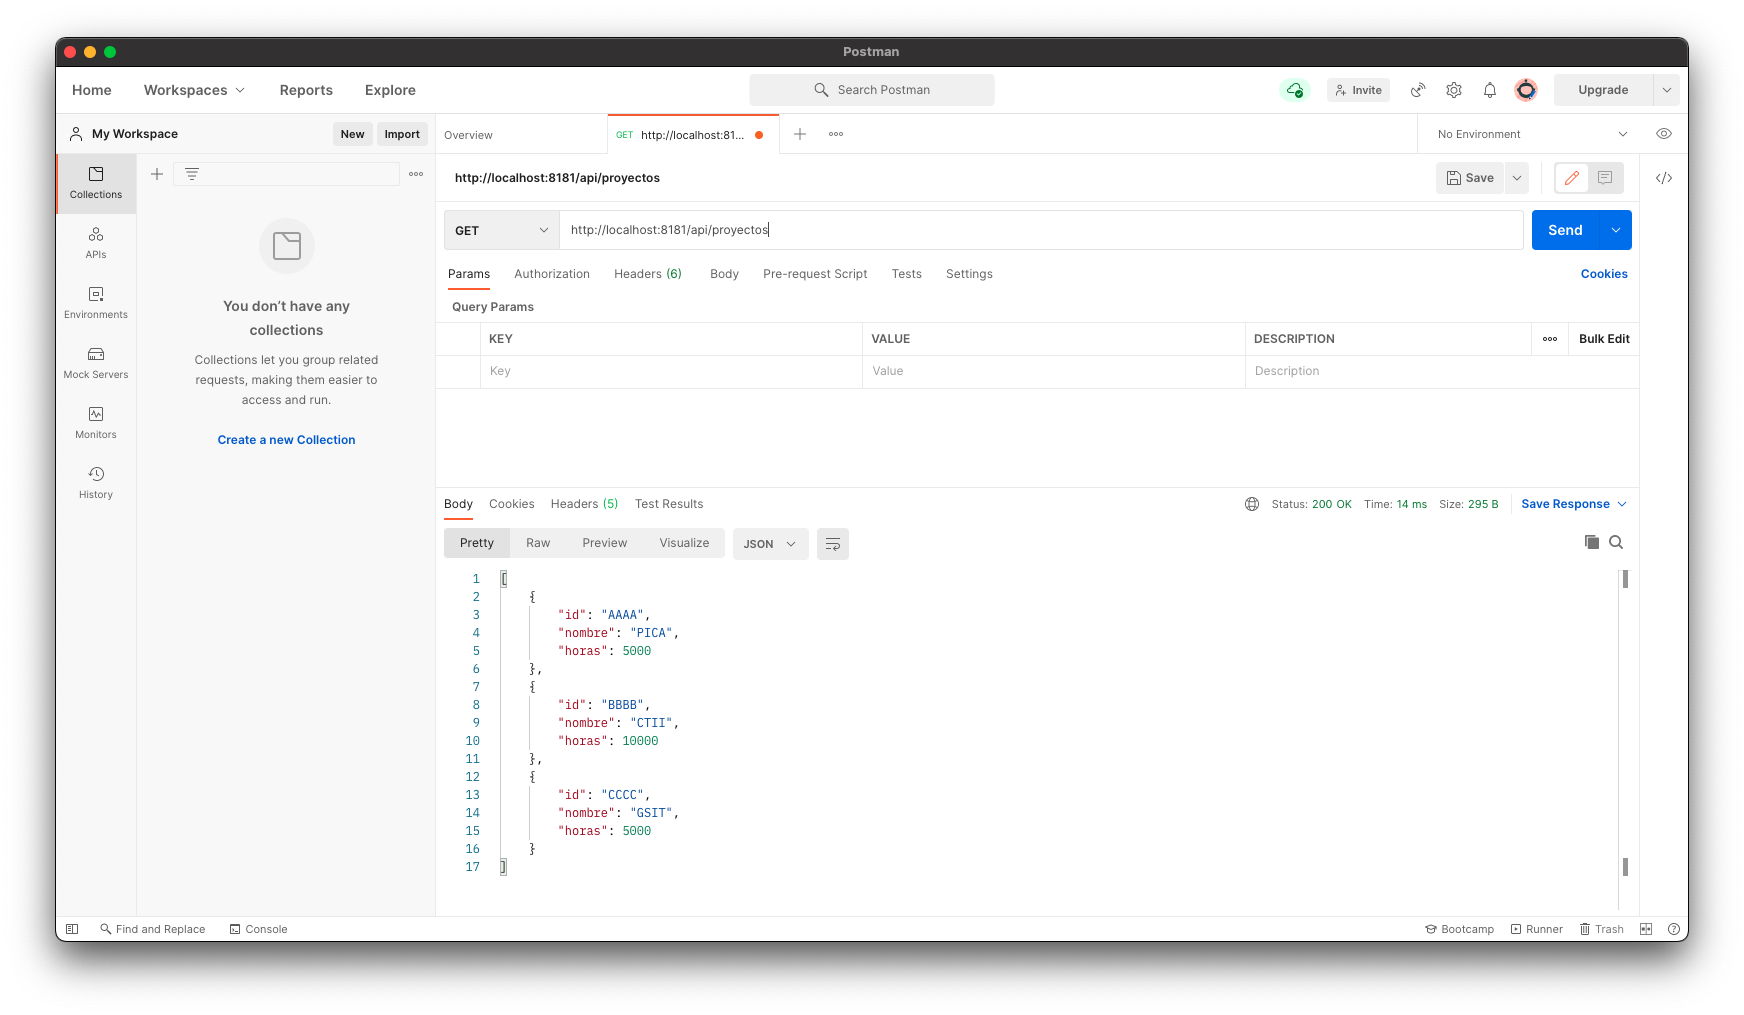 Postman
Home Workspaces Reports Explore Search Postman Invite Upgrade
My Workspace New Import Overview GET http://localhost:81... No Environment
Collections
APIs
Environments
Mock Servers
Monitors
History
You don’t have any
collections
Collections let you group related
requests, making them easier to
access and run.
Create a new Collection
http://localhost:8181/api/proyectos Save
GET http://localhost:8181/api/proyectos Send
Params Authorization Headers (6) Body Pre-request Script Tests Settings Cookies
Query Params
KEY VALUE DESCRIPTION Bulk Edit
Key Value Description
Body Cookies Headers (5) Test Results Status: 200 OK Time: 14 ms Size: 295 B Save Response
Pretty Raw Preview Visualize JSON
1 [
2 {
3 "id": "AAAA",
4 "nombre": "PICA",
5 "horas": 5000
6 },
7 {
8 "id": "BBBB",
9 "nombre": "CTII",
10 "horas": 10000
11 },
12 {
13 "id": "CCCC",
14 "nombre": "GSIT",
15 "horas": 5000
16 }
17 ]
Find and Replace Console Bootcamp Runner Trash